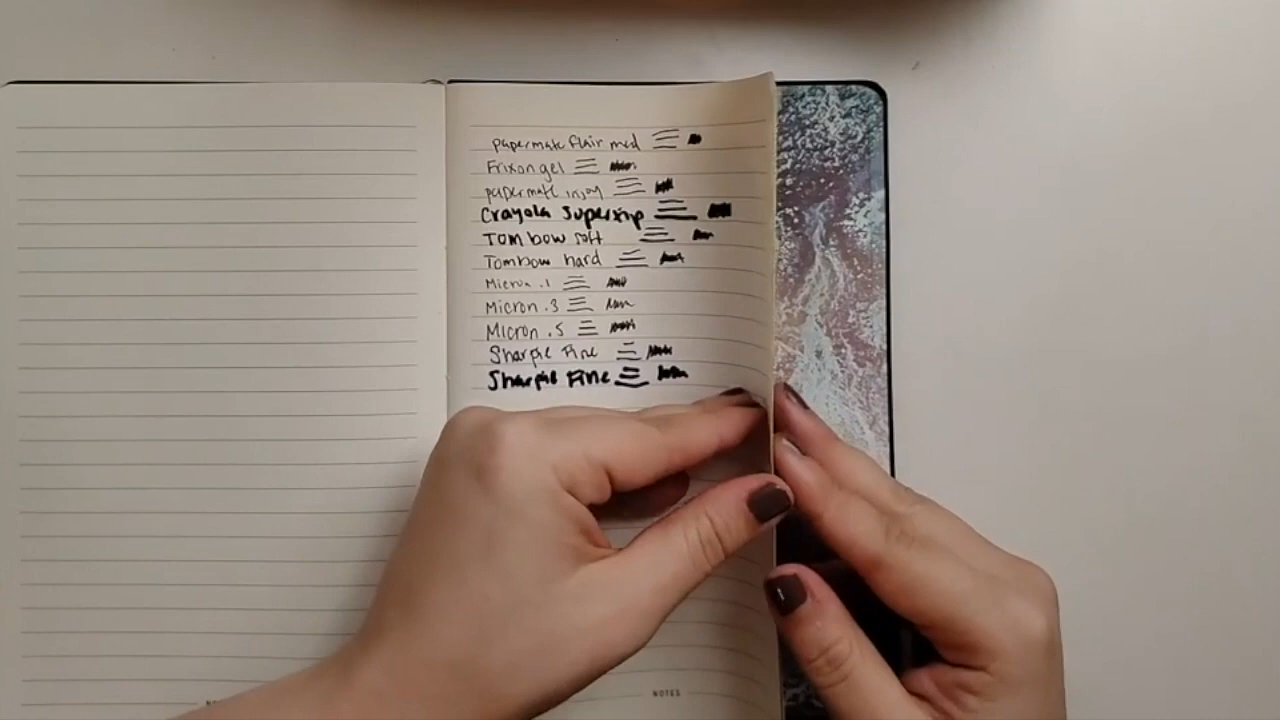 papermate flair med
Frixon gel
papermate injoy
Crayola Supertip
Tombow soft
Tombow hard
Micron .1
Micron .3
Micron .5
Sharpie Fine
Sharpie Fine
NOTES